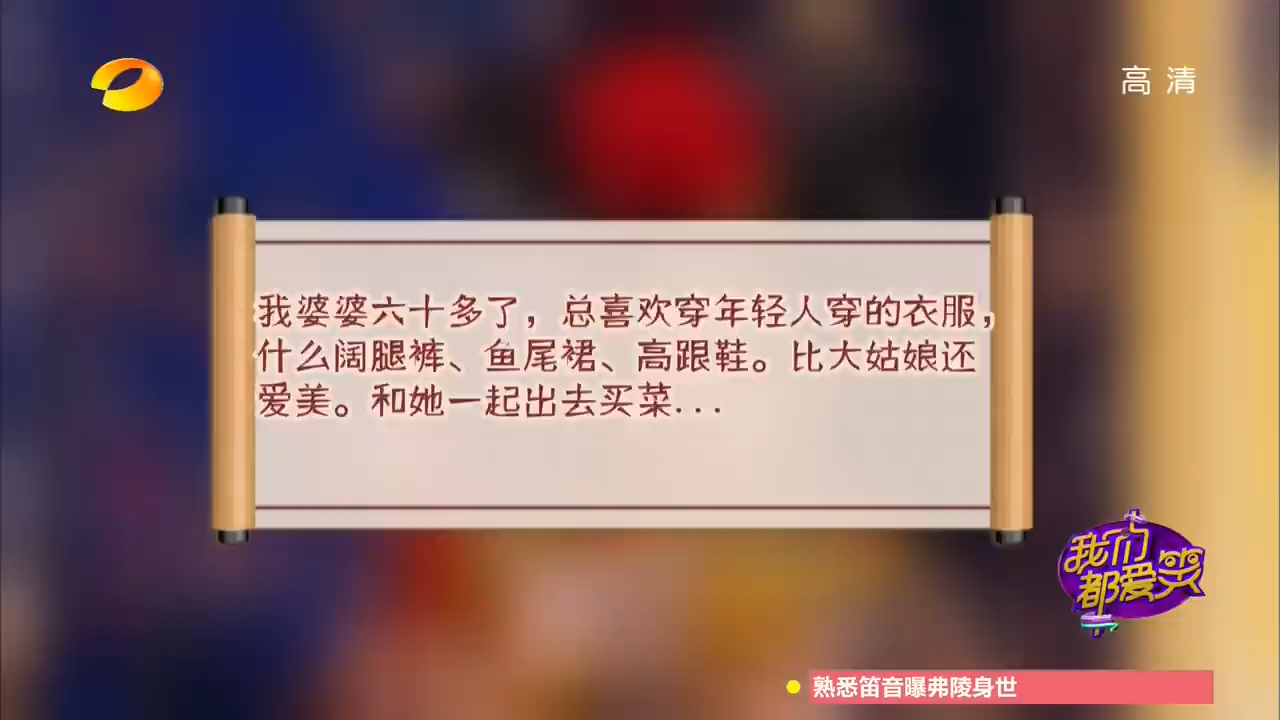 高清
我婆婆六十多了，总喜欢穿年轻人穿的衣服，
什么阔腿裤、鱼尾裙、高跟鞋。比大姑娘还
爱美。和她一起出去买菜...
我们
都爱笑
熟悉笛音曝弗陵身世